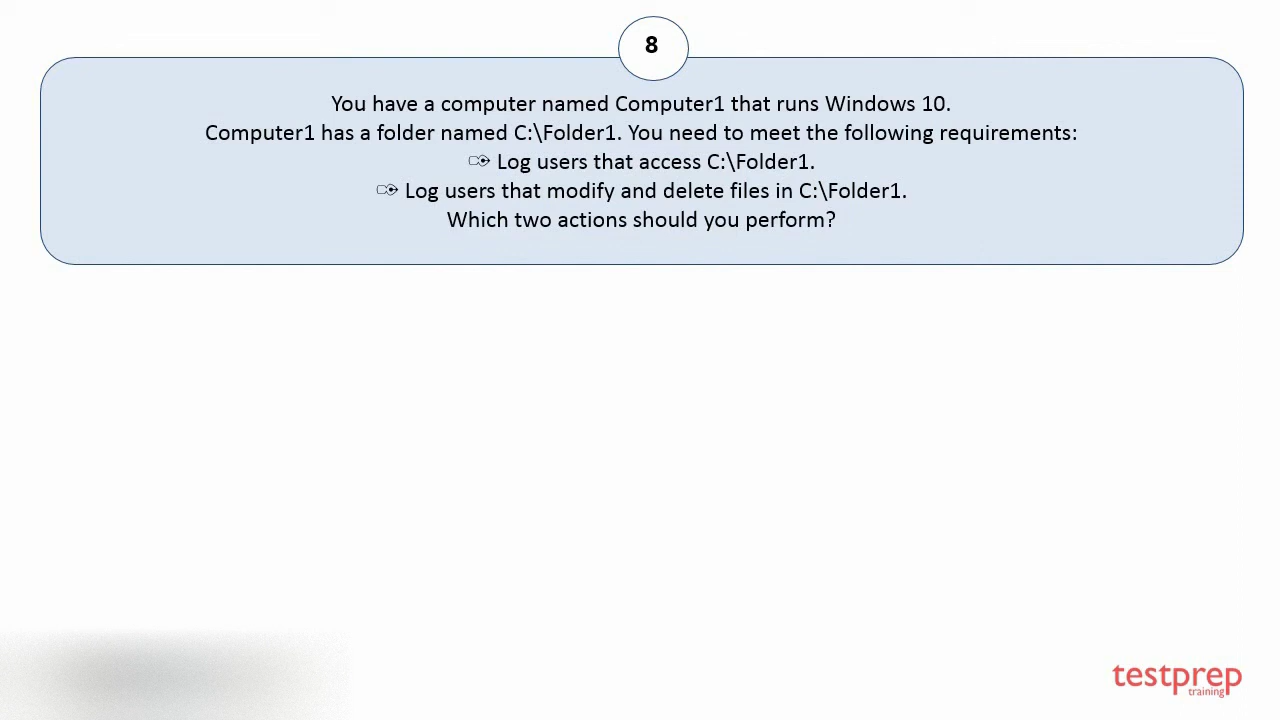 8
You have a computer named Computer1 that runs Windows 10.
Computer1 has a folder named C:\Folder1. You need to meet the following requirements:
Log users that access C:\Folder1.
Log users that modify and delete files in C:\Folder1.
Which two actions should you perform?
testprep
training